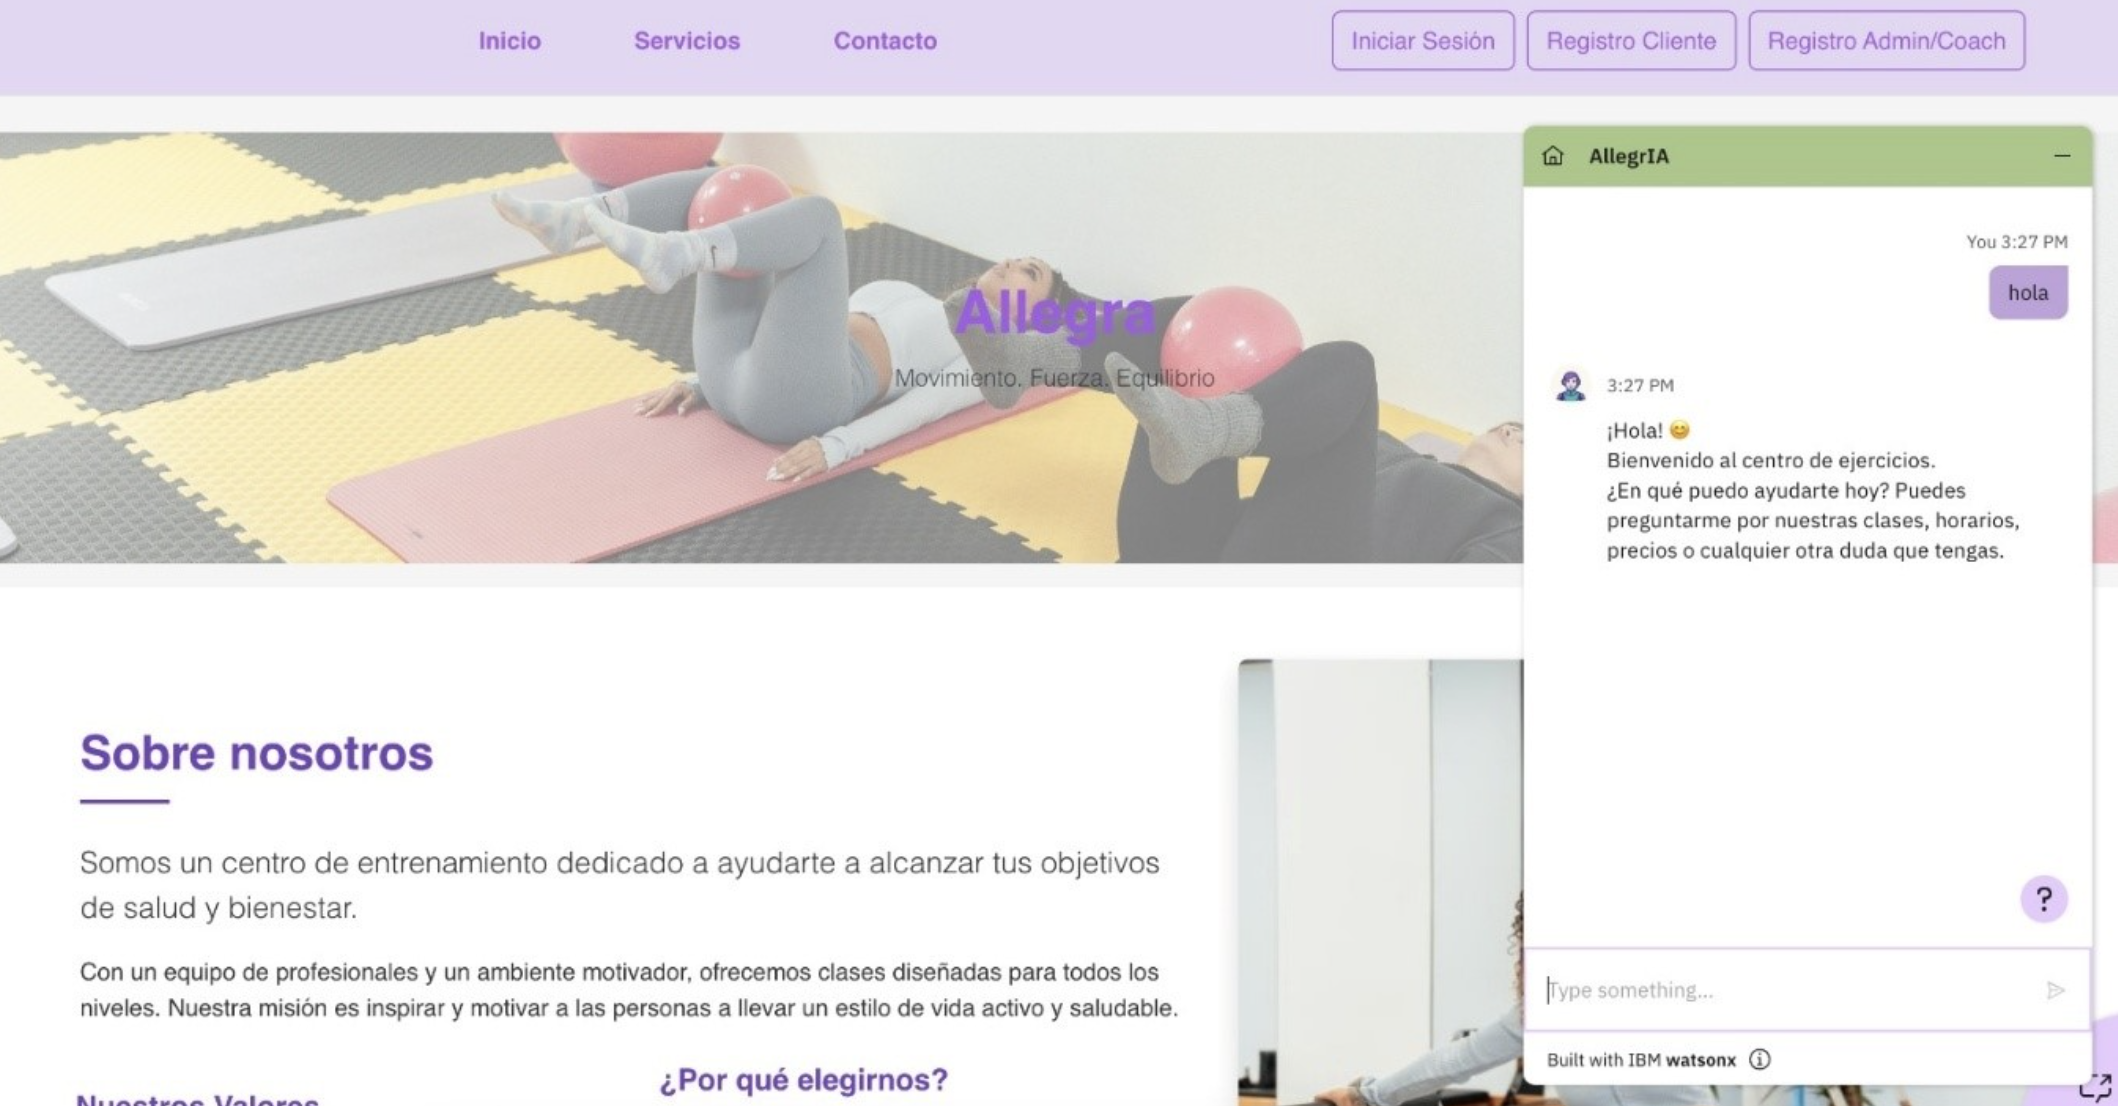 Inicio
Servicios
Contacto
Iniciar Sesión
Registro Cliente
Registro Admin/Coach
Allegra
Movimiento. Fuerza. Equilibrio
Sobre nosotros
Somos un centro de entrenamiento dedicado a ayudarte a alcanzar tus objetivos
de salud y bienestar.
Con un equipo de profesionales y un ambiente motivador, ofrecemos clases diseñadas para todos los
niveles. Nuestra misión es inspirar y motivar a las personas a llevar un estilo de vida activo y saludable.
¿Por qué elegirnos?
Nuestros Valores
AllegrIA
You 3:27 PM
hola
3:27 PM
¡Hola! 😊
Bienvenido al centro de ejercicios.
¿En qué puedo ayudarte hoy? Puedes
preguntarme por nuestras clases, horarios,
precios o cualquier otra duda que tengas.
?
Type something...
Built with IBM watsonx